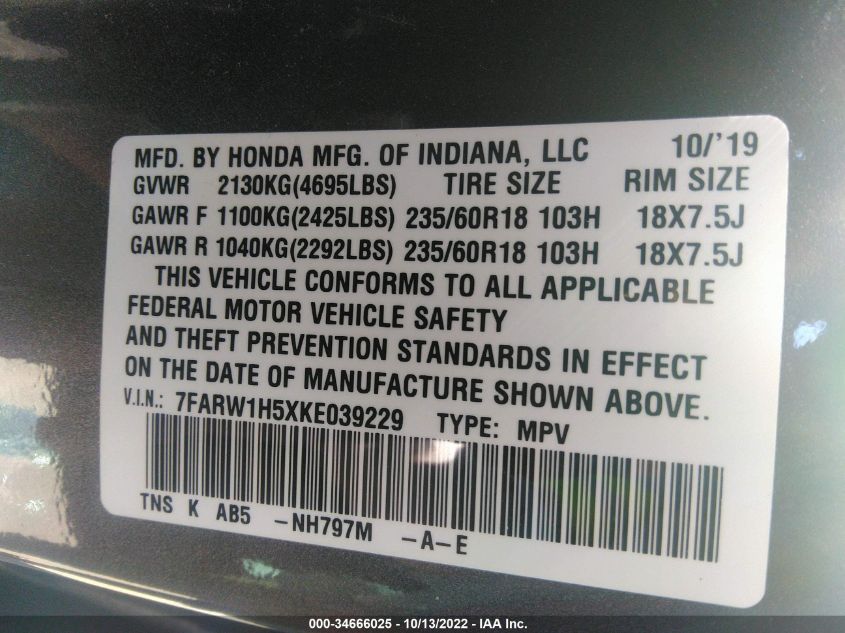 MFD. BY HONDA MFG. OF INDIANA, LLC 10/'19
GVWR 2130KG(4695LBS) TIRE SIZE RIM SIZE
GAWR F 1100KG(2425LBS) 235/60R18 103H 18X7.5J
GAWR R 1040KG(2292LBS) 235/60R18 103H 18X7.5J
THIS VEHICLE CONFORMS TO ALL APPLICABLE
FEDERAL MOTOR VEHICLE SAFETY
AND THEFT PREVENTION STANDARDS IN EFFECT
ON THE DATE OF MANUFACTURE SHOWN ABOVE.
V.I.N.: 7FARW1H5XKE039229 TYPE: MPV
TNS K AB5 -NH797M -A-E
000-34666025 - 10/13/2022 - IAA Inc.